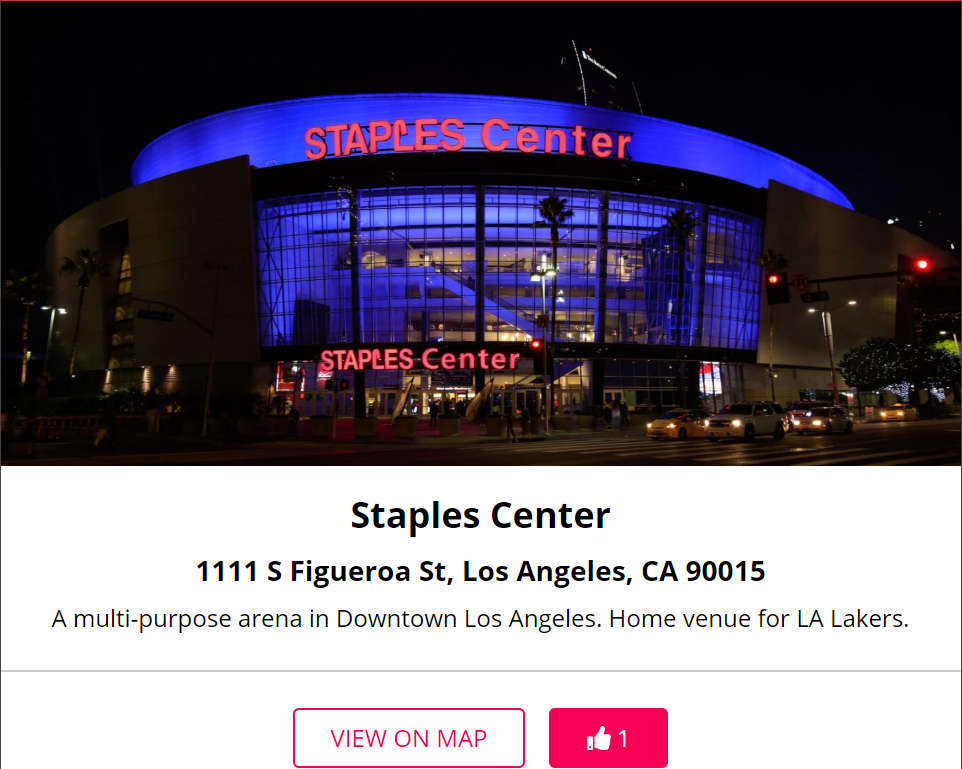 STAPLES Center
STAPLES Center
Staples Center
1111 S Figueroa St, Los Angeles, CA 90015
A multi-purpose arena in Downtown Los Angeles. Home venue for LA Lakers.
VIEW ON MAP
1